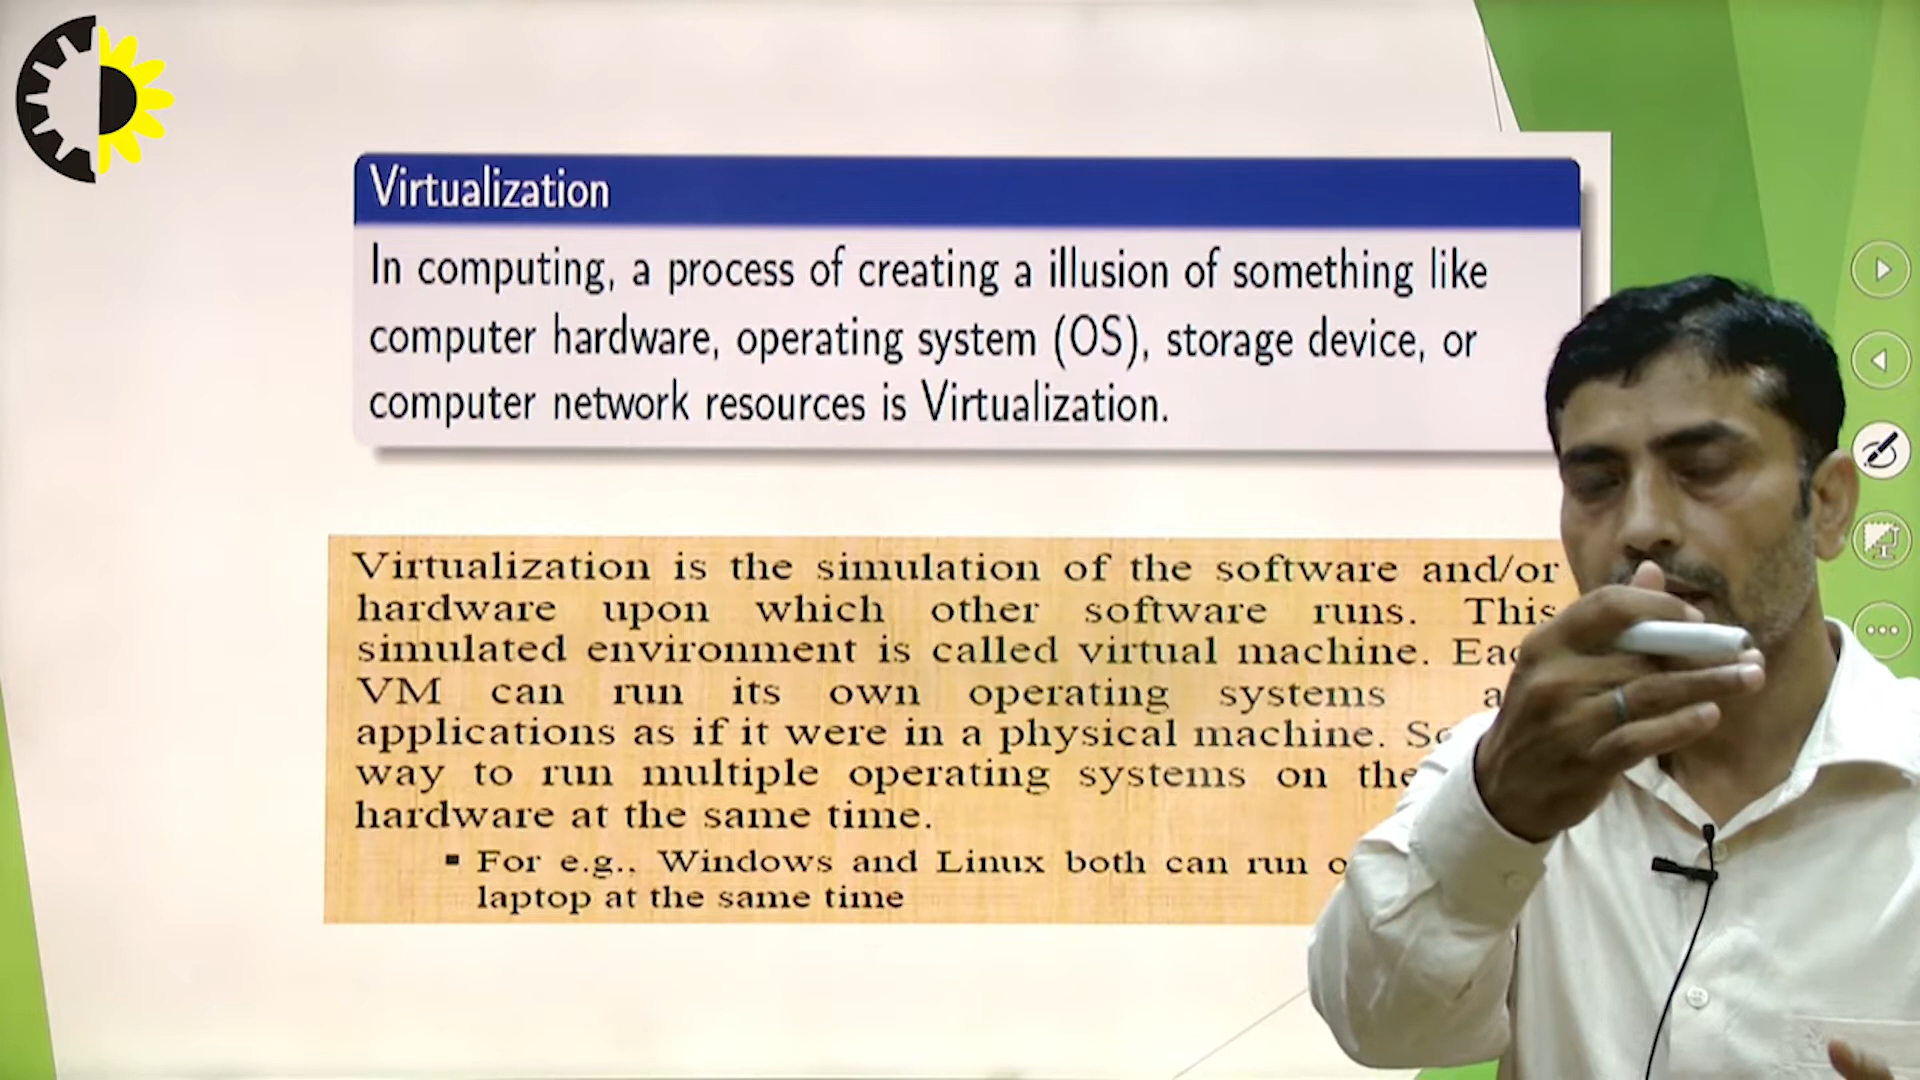 Virtualization
In computing, a process of creating a illusion of something like
computer hardware, operating system (OS), storage device, or
computer network resources is Virtualization.
Virtualization is the simulation of the software and/or
hardware upon which other software runs. This
simulated environment is called virtual machine.
VM can run its own operating systems
applications as if it were in a physical machine.
way to run multiple operating systems on the
hardware at the same time.
▪ For e.g., Windows and Linux both can run
laptop at the same time